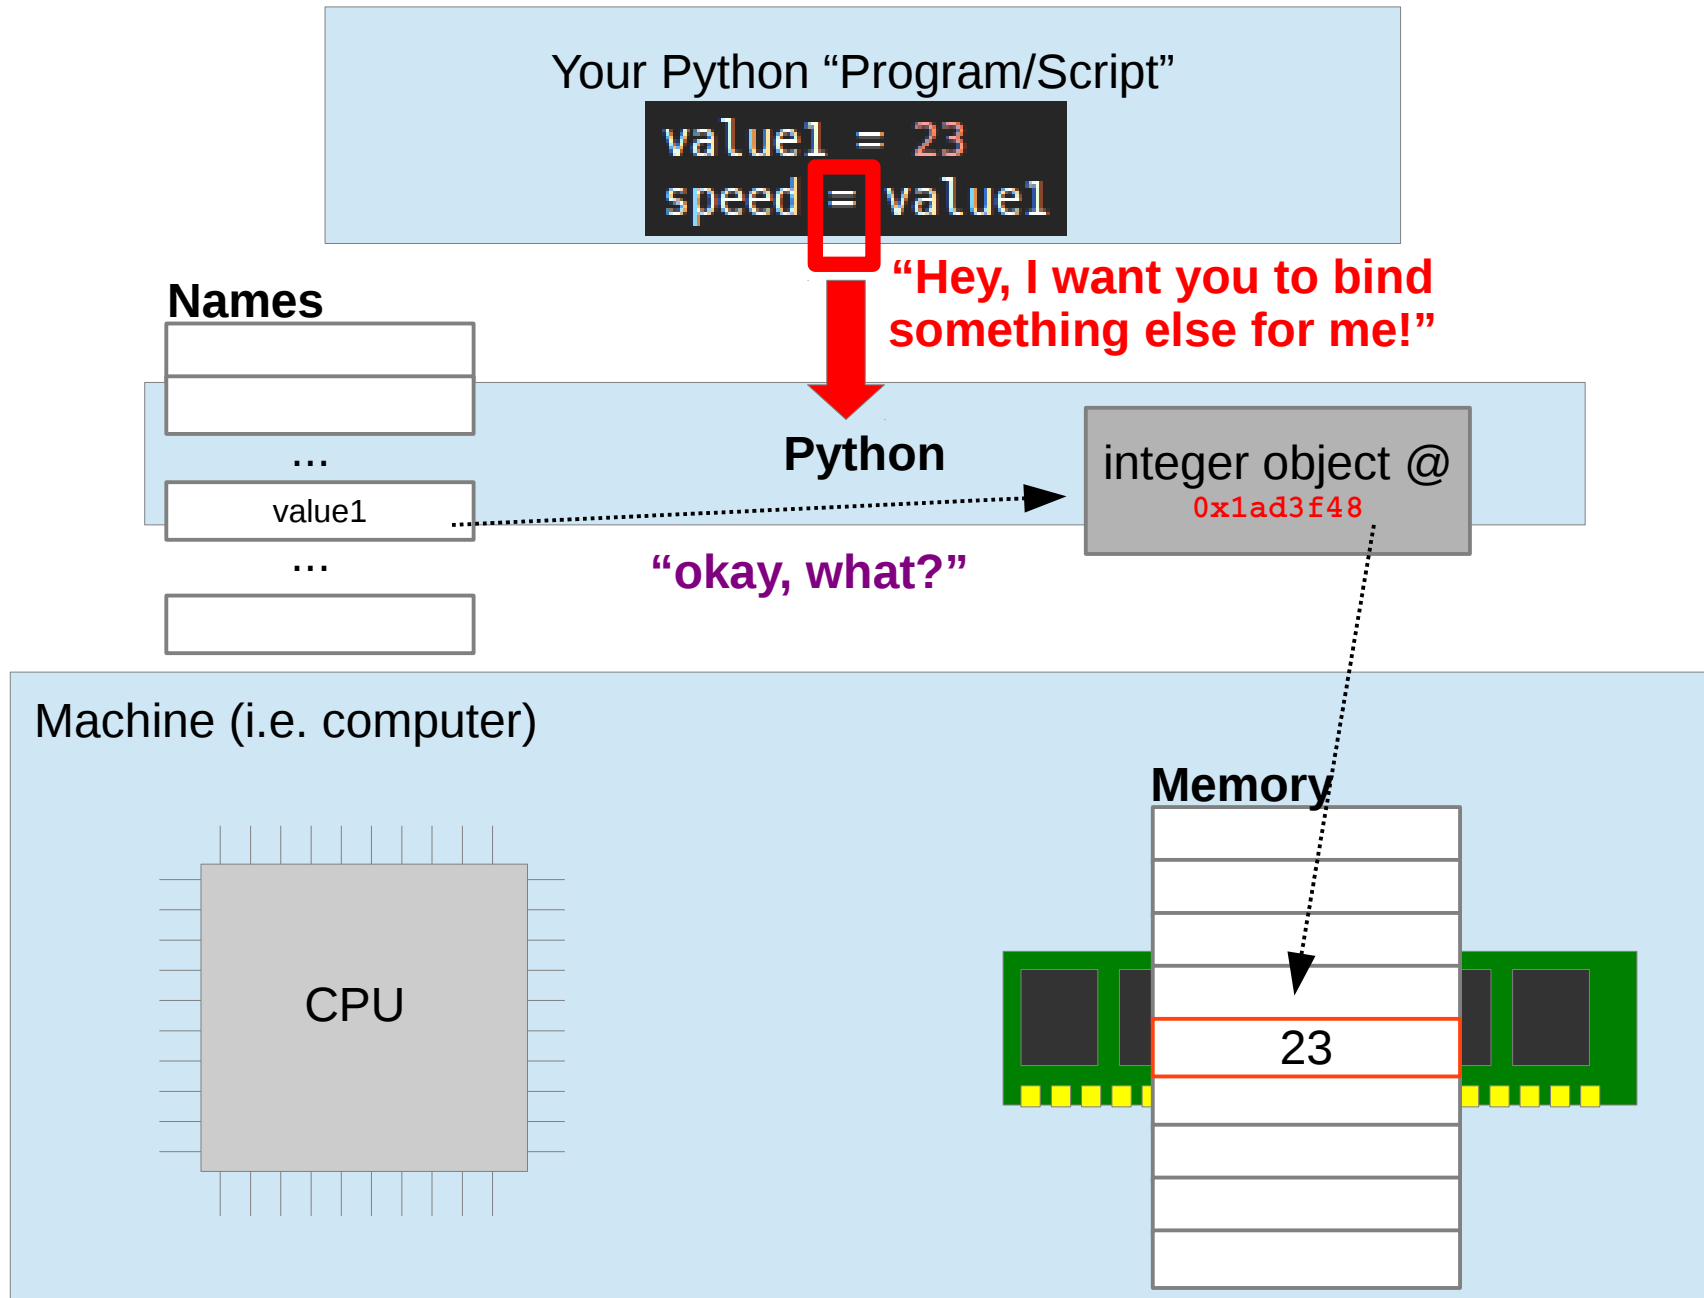 Your Python “Program/Script”
value1 = 23
speed = value1
“Hey, I want you to bind
something else for me!”
Names
...
value1
...
Python
“okay, what?”
integer object @
0x1ad3f48
Machine (i.e. computer)
CPU
Memory
23